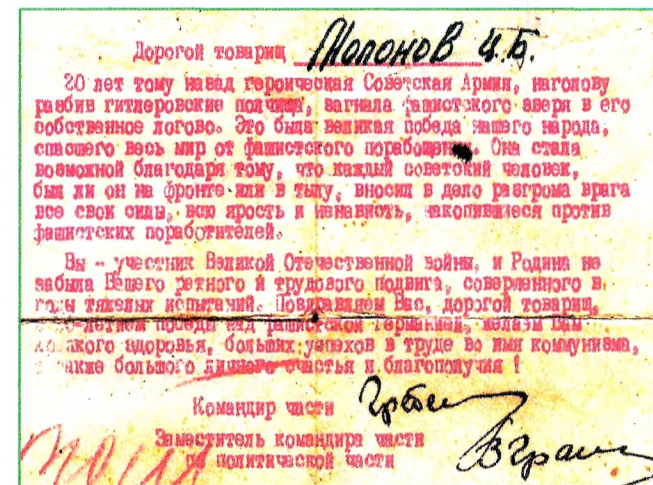 Дорогой товарищ Молонов Ц.Б.
20 лет тому назад героическая Советская Армия, наголову
разбив гитлеровские полчища, загнала фашистского зверя в его
собственное логово. Это была великая победа нашего народа,
спасшего весь мир от фашистского порабощения. Она стала
возможной благодаря тому, что каждый советский человек,
был ли он на фронте или в тылу, вносил в дело разгрома врага
все свои силы, всю ярость и ненависть, накопившиеся против
фашистских поработителей.
Вы - участник Великой Отечественной войны, и Родина не
забыла Вашего ратного и трудового подвига, совершенного в
годы тяжелых испытаний. Поздравляем Вас, дорогой товарищ,
с 20-летием победы над фашистской Германией, желаем Вам
крепкого здоровья, больших успехов в труде во имя коммунизма,
а также большого личного счастья и благополучия !
Командир части
Заместитель командира части
по политической части